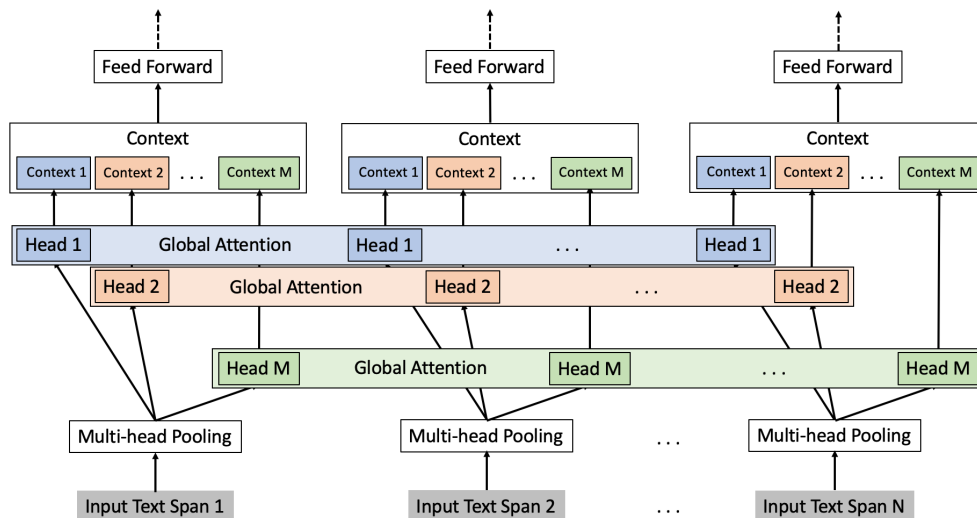 Feed Forward Feed Forward Feed Forward
Context Context Context
Context 1 Context 2 ... Context M Context 1 Context 2 ... Context M Context 1 Context 2 ... Context M
Head 1 Global Attention Head 1 ... Head 1
Head 2 Global Attention Head 2 ... Head 2
Head M Global Attention Head M ... Head M
Multi-head Pooling Multi-head Pooling ... Multi-head Pooling
Input Text Span 1 Input Text Span 2 ... Input Text Span N